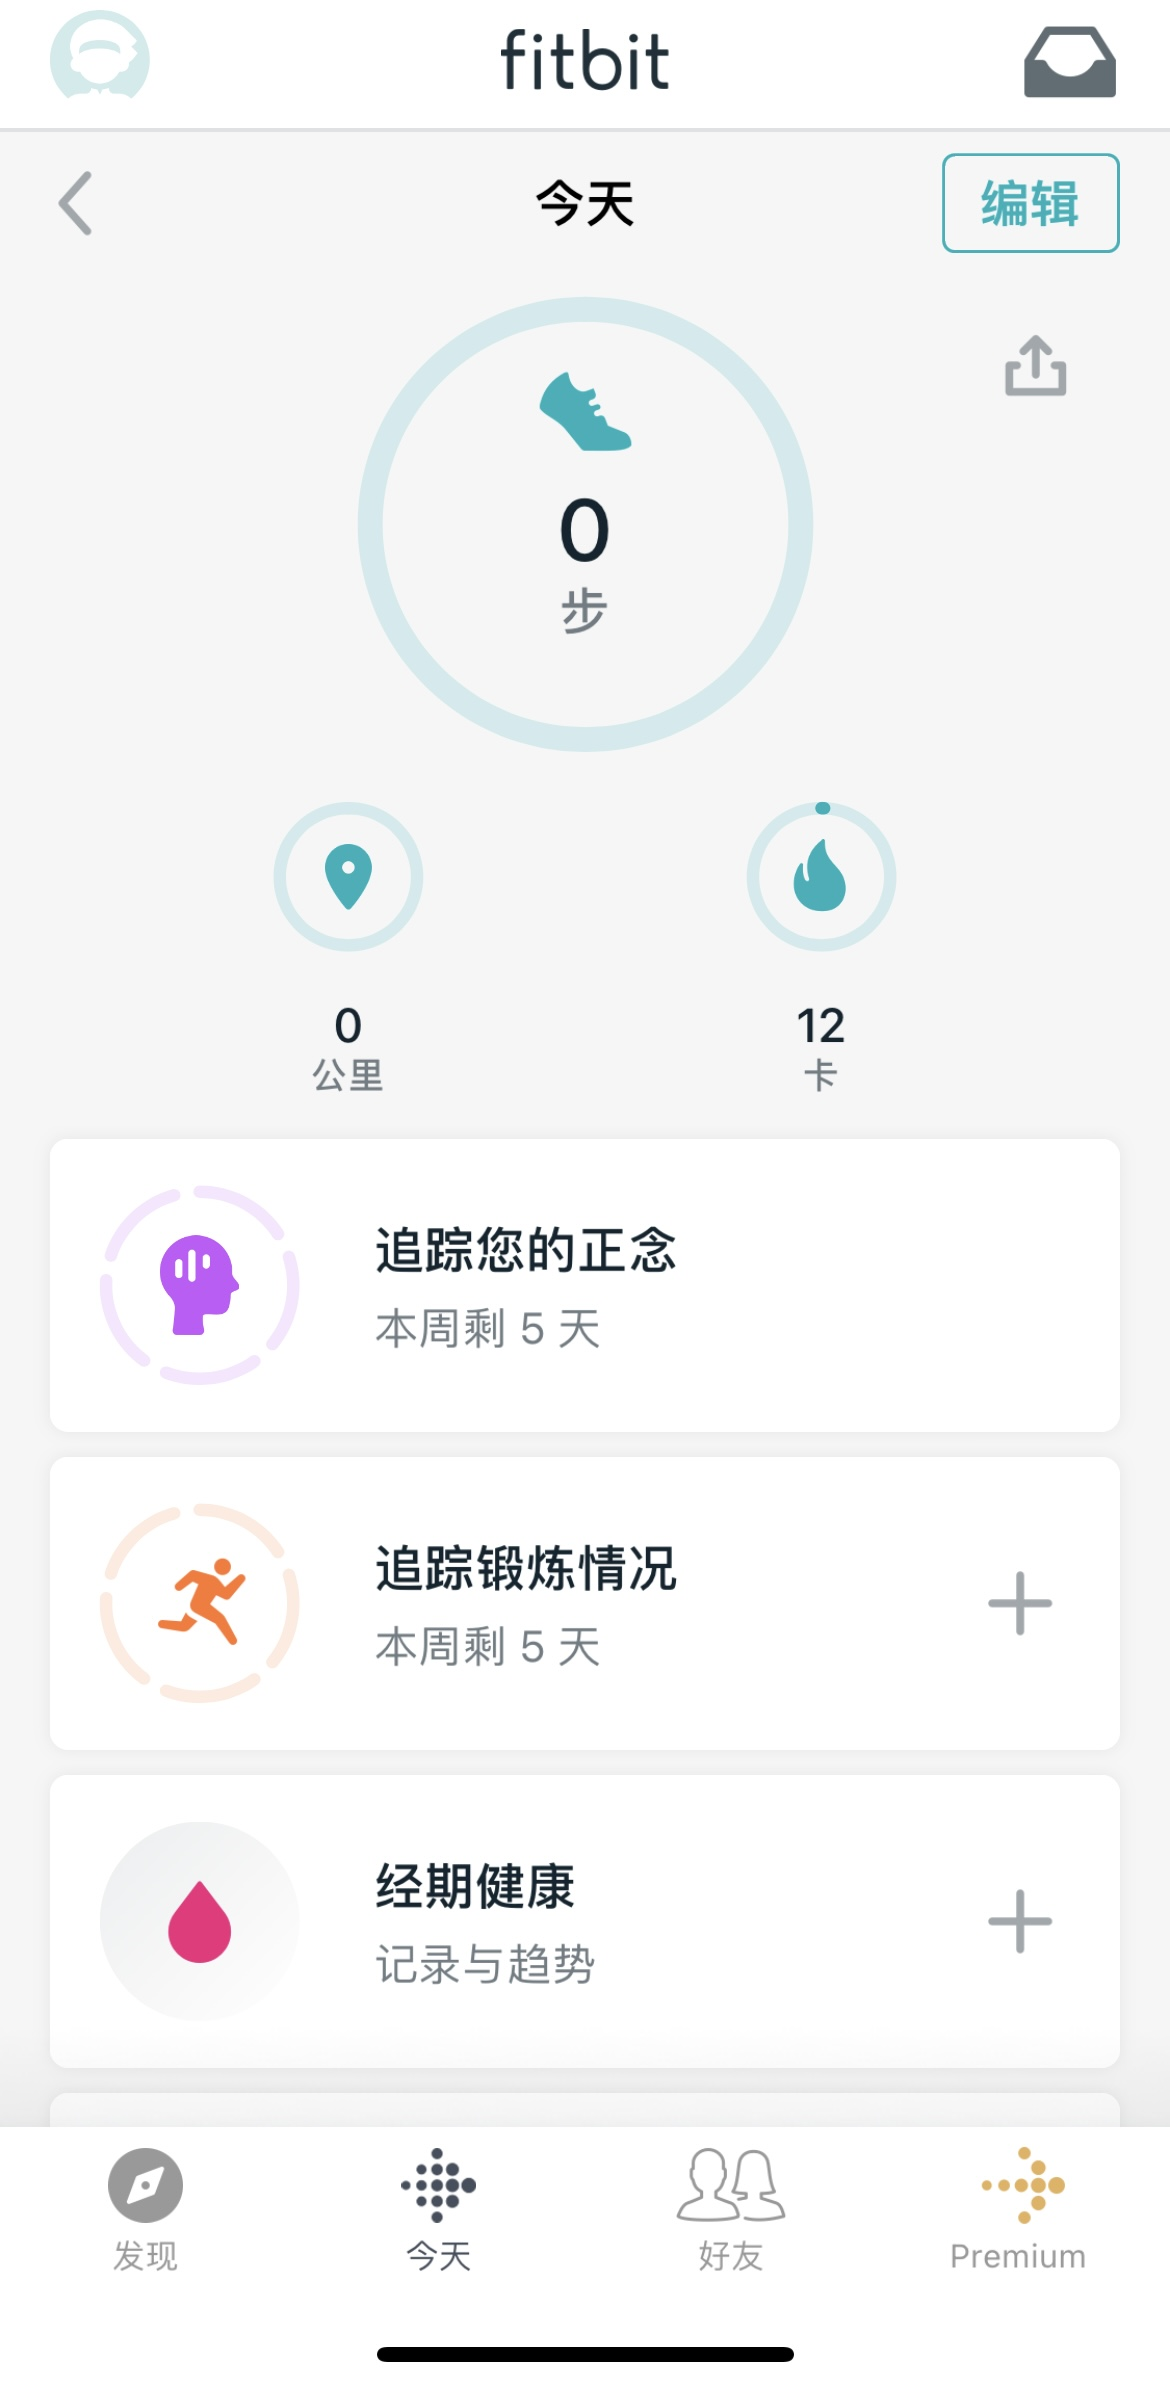 fitbit
今天
编辑
0
步
0
公里
12
卡
追踪您的正念
本周剩 5 天
追踪锻炼情况
本周剩 5 天
经期健康
记录与趋势
发现
今天
好友
Premium